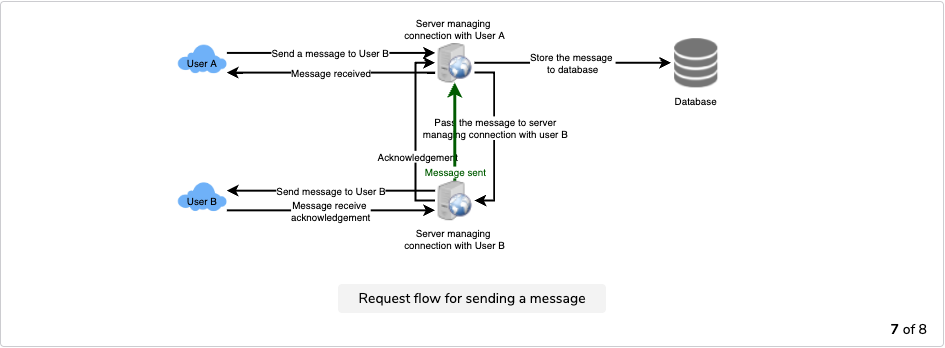 Server managing
connection with User A
Send a message to User B
User A
Message received
Store the message
to database
Database
Pass the message to server
managing connection with user B
Acknowledgement
Message sent
Send message to User B
User B
Message receive
acknowledgement
Server managing
connection with User B
Request flow for sending a message
7 of 8